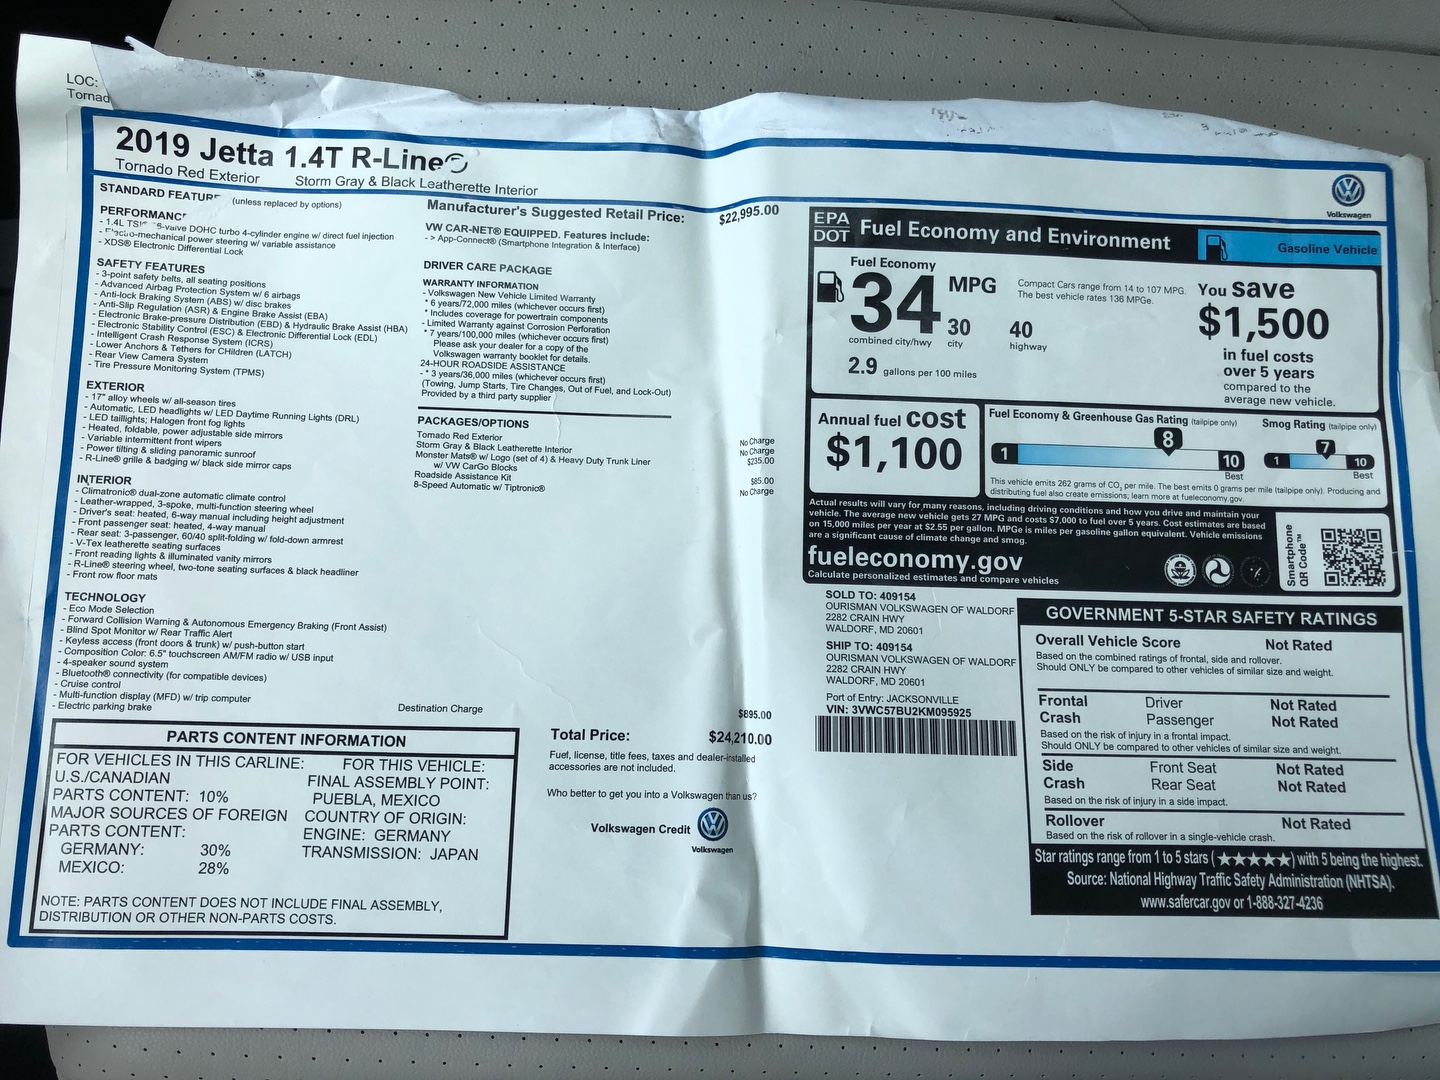 LOC:
Tornad
2019 Jetta 1.4T R-Line®
Tornado Red Exterior Storm Gray & Black Leatherette Interior
STANDARD FEATUR (unless replaced by options)
PERFORMANC
- 1.4L TSI -valve DOHC turbo 4-cylinder engine w/ direct fuel injection
- Electro-mechanical power steering w/ variable assistance
- XDS® Electronic Differential Lock
SAFETY FEATURES
- 3-point safety belts, all seating positions
- Advanced Airbag Protection System w/ 6 airbags
- Anti-lock Braking System (ABS) w/ disc brakes
- Anti-Slip Regulation (ASR) & Engine Brake Assist (EBA)
- Electronic Brake-pressure Distribution (EBD) & Hydraulic Brake Assist (HBA)
- Electronic Stability Control (ESC) & Electronic Differential Lock (EDL)
- Intelligent Crash Response System (ICRS)
- Lower Anchors & Tethers for CHildren (LATCH)
- Rear View Camera System
- Tire Pressure Monitoring System (TPMS)
EXTERIOR
- 17" alloy wheels w/ all-season tires
- Automatic, LED headlights w/ LED Daytime Running Lights (DRL)
- LED taillights; Halogen front fog lights
- Heated, foldable, power adjustable side mirrors
- Variable intermittent front wipers
- Power tilting & sliding panoramic sunroof
- R-Line® grille & badging w/ black side mirror caps
INTERIOR
- Climatronic® dual-zone automatic climate control
- Leather-wrapped, 3-spoke, multi-function steering wheel
- Driver's seat: heated, 6-way manual including height adjustment
- Front passenger seat: heated, 4-way manual
- Rear seat: 3-passenger, 60/40 split-folding w/ fold-down armrest
- V-Tex leatherette seating surfaces
- Front reading lights & illuminated vanity mirrors
- R-Line® steering wheel, two-tone seating surfaces & black headliner
- Front row floor mats
TECHNOLOGY
- Eco Mode Selection
- Forward Collision Warning & Autonomous Emergency Braking (Front Assist)
- Blind Spot Monitor w/ Rear Traffic Alert
- Keyless access (front doors & trunk) w/ push-button start
- Composition Color: 6.5" touchscreen AM/FM radio w/ USB input
- 4-speaker sound system
- Bluetooth® connectivity (for compatible devices)
- Cruise control
- Multi-function display (MFD) w/ trip computer
- Electric parking brake
Manufacturer's Suggested Retail Price: $22,995.00
VW CAR-NET® EQUIPPED. Features include:
- > App-Connect® (Smartphone Integration & Interface)
DRIVER CARE PACKAGE
WARRANTY INFORMATION
- Volkswagen New Vehicle Limited Warranty
* 6 years/72,000 miles (whichever occurs first)
* Includes coverage for powertrain components
- Limited Warranty against Corrosion Perforation
* 7 years/100,000 miles (whichever occurs first)
Please ask your dealer for a copy of the
Volkswagen warranty booklet for details.
24-HOUR ROADSIDE ASSISTANCE
- * 3 years/36,000 miles (whichever occurs first)
(Towing, Jump Starts, Tire Changes, Out of Fuel, and Lock-Out)
Provided by a third party supplier
PACKAGES/OPTIONS
Tornado Red Exterior No Charge
Storm Gray & Black Leatherette Interior No Charge
Monster Mats® w/ Logo (set of 4) & Heavy Duty Trunk Liner $235.00
w/ VW CarGo Blocks
Roadside Assistance Kit $85.00
8-Speed Automatic w/ Tiptronic® No Charge
Destination Charge $895.00
Total Price: $24,210.00
Fuel, license, title fees, taxes and dealer-installed
accessories are not included.
Who better to get you into a Volkswagen than us?
Volkswagen Credit
Volkswagen
PARTS CONTENT INFORMATION
FOR VEHICLES IN THIS CARLINE:
U.S./CANADIAN
PARTS CONTENT: 10%
MAJOR SOURCES OF FOREIGN
PARTS CONTENT:
GERMANY: 30%
MEXICO: 28%
FOR THIS VEHICLE:
FINAL ASSEMBLY POINT:
PUEBLA, MEXICO
COUNTRY OF ORIGIN:
ENGINE: GERMANY
TRANSMISSION: JAPAN
NOTE: PARTS CONTENT DOES NOT INCLUDE FINAL ASSEMBLY,
DISTRIBUTION OR OTHER NON-PARTS COSTS.
Volkswagen
EPA
DOT
Fuel Economy and Environment
Gasoline Vehicle
Fuel Economy
34 MPG
30 40
combined city/hwy city highway
2.9 gallons per 100 miles
Compact Cars range from 14 to 107 MPG.
The best vehicle rates 136 MPGe.
You save
$1,500
in fuel costs
over 5 years
compared to the
average new vehicle.
Annual fuel cost
$1,100
Fuel Economy & Greenhouse Gas Rating (tailpipe only)
1 8 10
Best
Smog Rating (tailpipe only)
1 7 10
Best
This vehicle emits 262 grams of CO₂ per mile. The best emits 0 grams per mile (tailpipe only). Producing and
distributing fuel also create emissions; learn more at fueleconomy.gov.
Actual results will vary for many reasons, including driving conditions and how you drive and maintain your
vehicle. The average new vehicle gets 27 MPG and costs $7,000 to fuel over 5 years. Cost estimates are based
on 15,000 miles per year at $2.55 per gallon. MPGe is miles per gasoline gallon equivalent. Vehicle emissions
are a significant cause of climate change and smog.
fueleconomy.gov
Calculate personalized estimates and compare vehicles
Smartphone
QR Code™
SOLD TO: 409154
OURISMAN VOLKSWAGEN OF WALDORF
2282 CRAIN HWY
WALDORF, MD 20601
SHIP TO: 409154
OURISMAN VOLKSWAGEN OF WALDORF
2282 CRAIN HWY
WALDORF, MD 20601
Port of Entry: JACKSONVILLE
VIN: 3VWC57BU2KM095925
GOVERNMENT 5-STAR SAFETY RATINGS
Overall Vehicle Score Not Rated
Based on the combined ratings of frontal, side and rollover.
Should ONLY be compared to other vehicles of similar size and weight.
Frontal Driver Not Rated
Crash Passenger Not Rated
Based on the risk of injury in a frontal impact.
Should ONLY be compared to other vehicles of similar size and weight.
Side Front Seat Not Rated
Crash Rear Seat Not Rated
Based on the risk of injury in a side impact.
Rollover Not Rated
Based on the risk of rollover in a single-vehicle crash.
Star ratings range from 1 to 5 stars (★★★★★) with 5 being the highest.
Source: National Highway Traffic Safety Administration (NHTSA).
www.safercar.gov or 1-888-327-4236